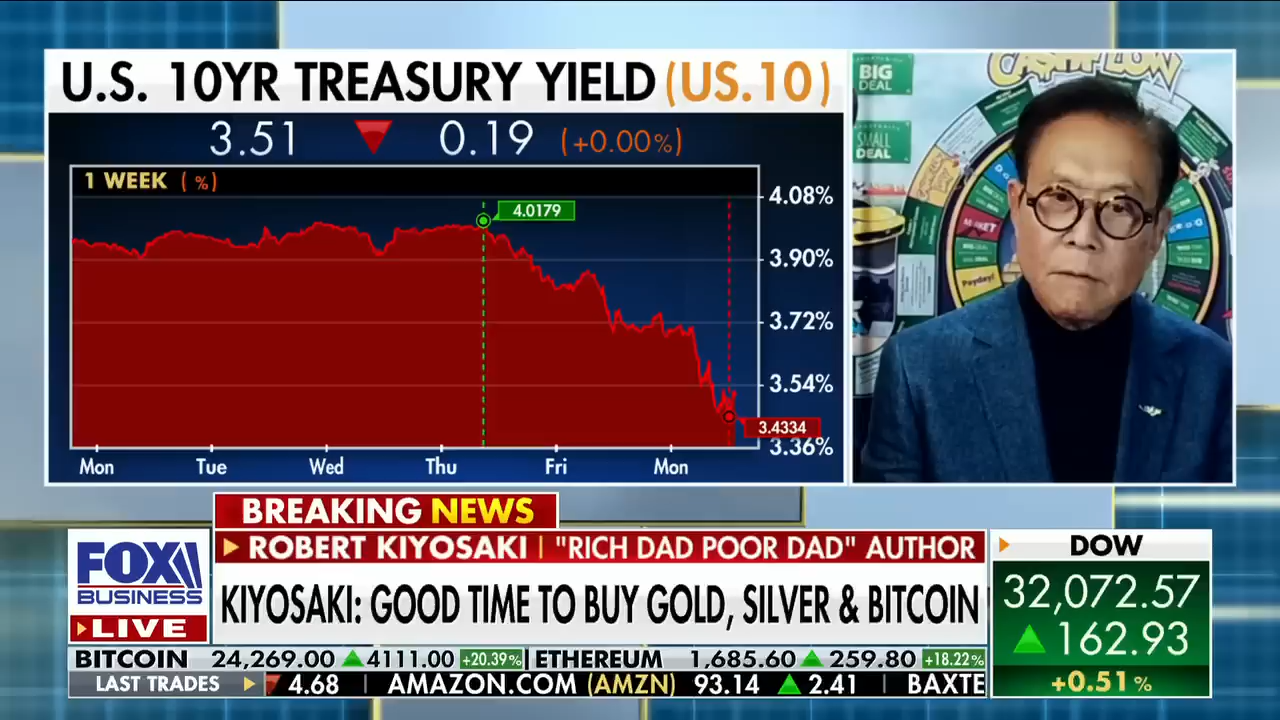 U.S. 10YR TREASURY YIELD (US.10)
3.51 ▼ 0.19 (+0.00%)
1 WEEK (%)
4.0179
4.08%
3.90%
3.72%
3.54%
3.4334
3.36%
Mon Tue Wed Thu Fri Mon
CASHFLOW
BIG DEAL
SMALL DEAL
MARKET
Payday!
BREAKING NEWS
ROBERT KIYOSAKI | "RICH DAD POOR DAD" AUTHOR
KIYOSAKI: GOOD TIME TO BUY GOLD, SILVER & BITCOIN
FOX
BUSINESS
LIVE
DOW
32,072.57
▲ 162.93
+0.51%
BITCOIN 24,269.00 ▲ 4111.00 +20.39% | ETHEREUM 1,685.60 ▲ 259.80 +18.22%
LAST TRADES ▼ 4.68 | AMAZON.COM (AMZN) 93.14 ▲ 2.41 | BAXTE